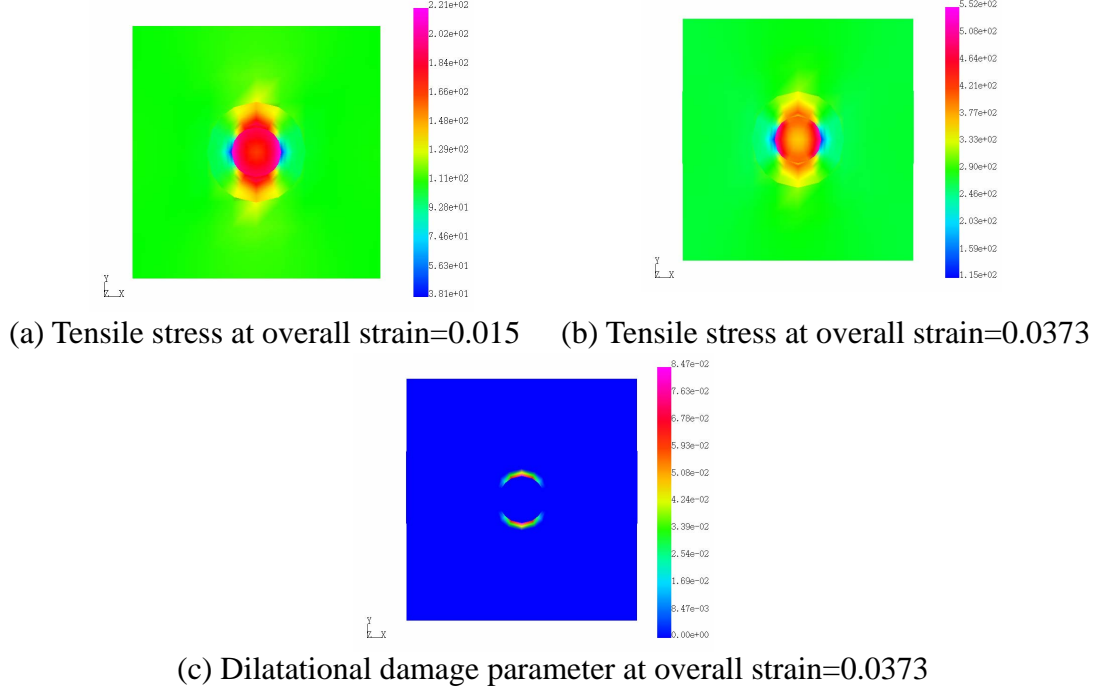 2.21e+02
2.02e+02
1.84e+02
1.66e+02
1.47e+02
1.29e+02
1.11e+02
9.28e+01
7.46e+01
5.63e+01
3.81e+01
Y
Z X
5.52e+02
5.08e+02
4.64e+02
4.21e+02
3.77e+02
3.33e+02
2.90e+02
2.46e+02
2.03e+02
1.59e+02
1.15e+02
Y
Z X
(a) Tensile stress at overall strain=0.015
(b) Tensile stress at overall strain=0.0373
8.47e-02
7.63e-02
6.78e-02
5.93e-02
5.08e-02
4.24e-02
3.39e-02
2.54e-02
1.69e-02
8.47e-03
0.00e+00
Y
Z X
(c) Dilatational damage parameter at overall strain=0.0373